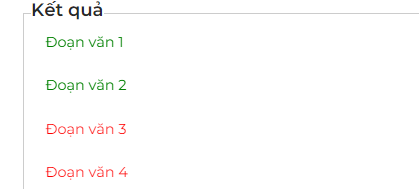 Kết quả
Đoạn văn 1
Đoạn văn 2
Đoạn văn 3
Đoạn văn 4